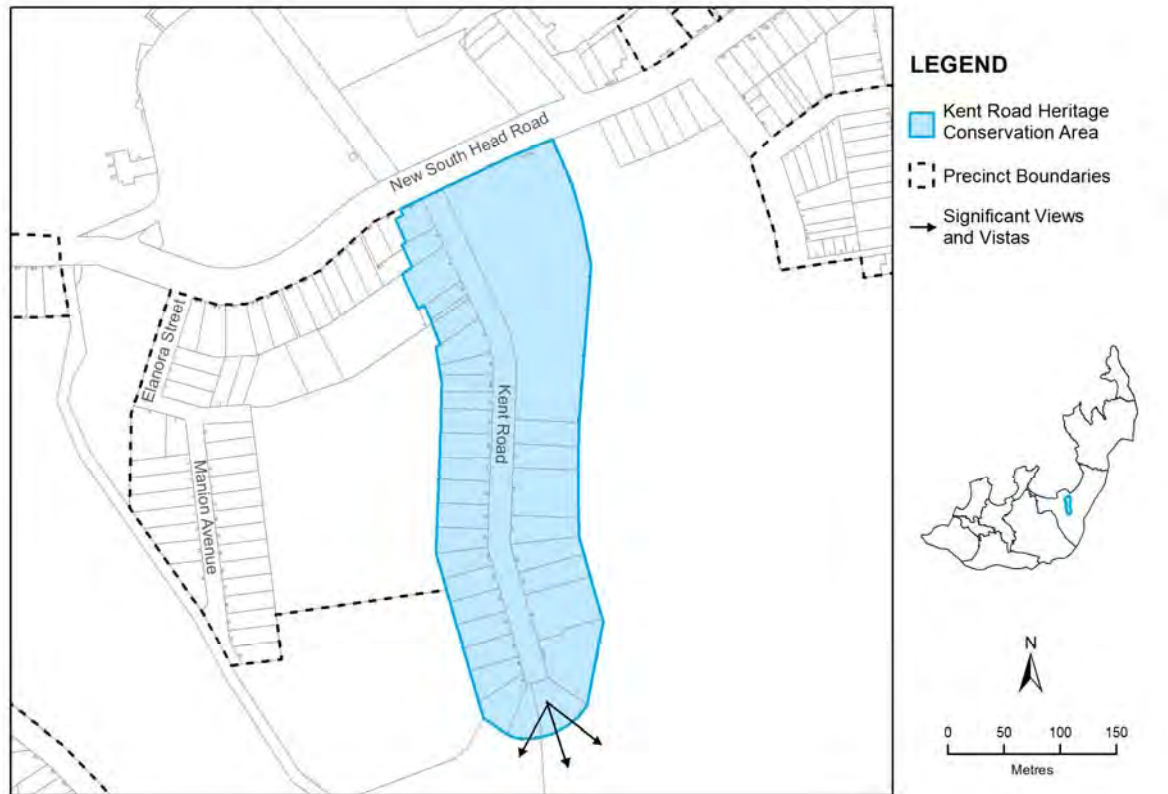 New South Head Road
Elanora Street
Manion Avenue
Kent Road
LEGEND
Kent Road Heritage
Conservation Area
Precinct Boundaries
Significant Views
and Vistas
N
0 50 100 150
Metres